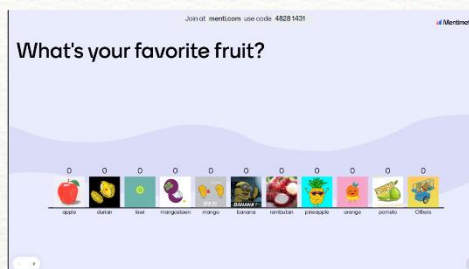 Join at menti.com use code 4828 1431
Mentimeter
What's your favorite fruit?
0 0 0 0 0 0 0 0 0 0 0
BANANA!
apple durian kiwi mangosteen mango banana rambutan pineapple orange pomelo Others